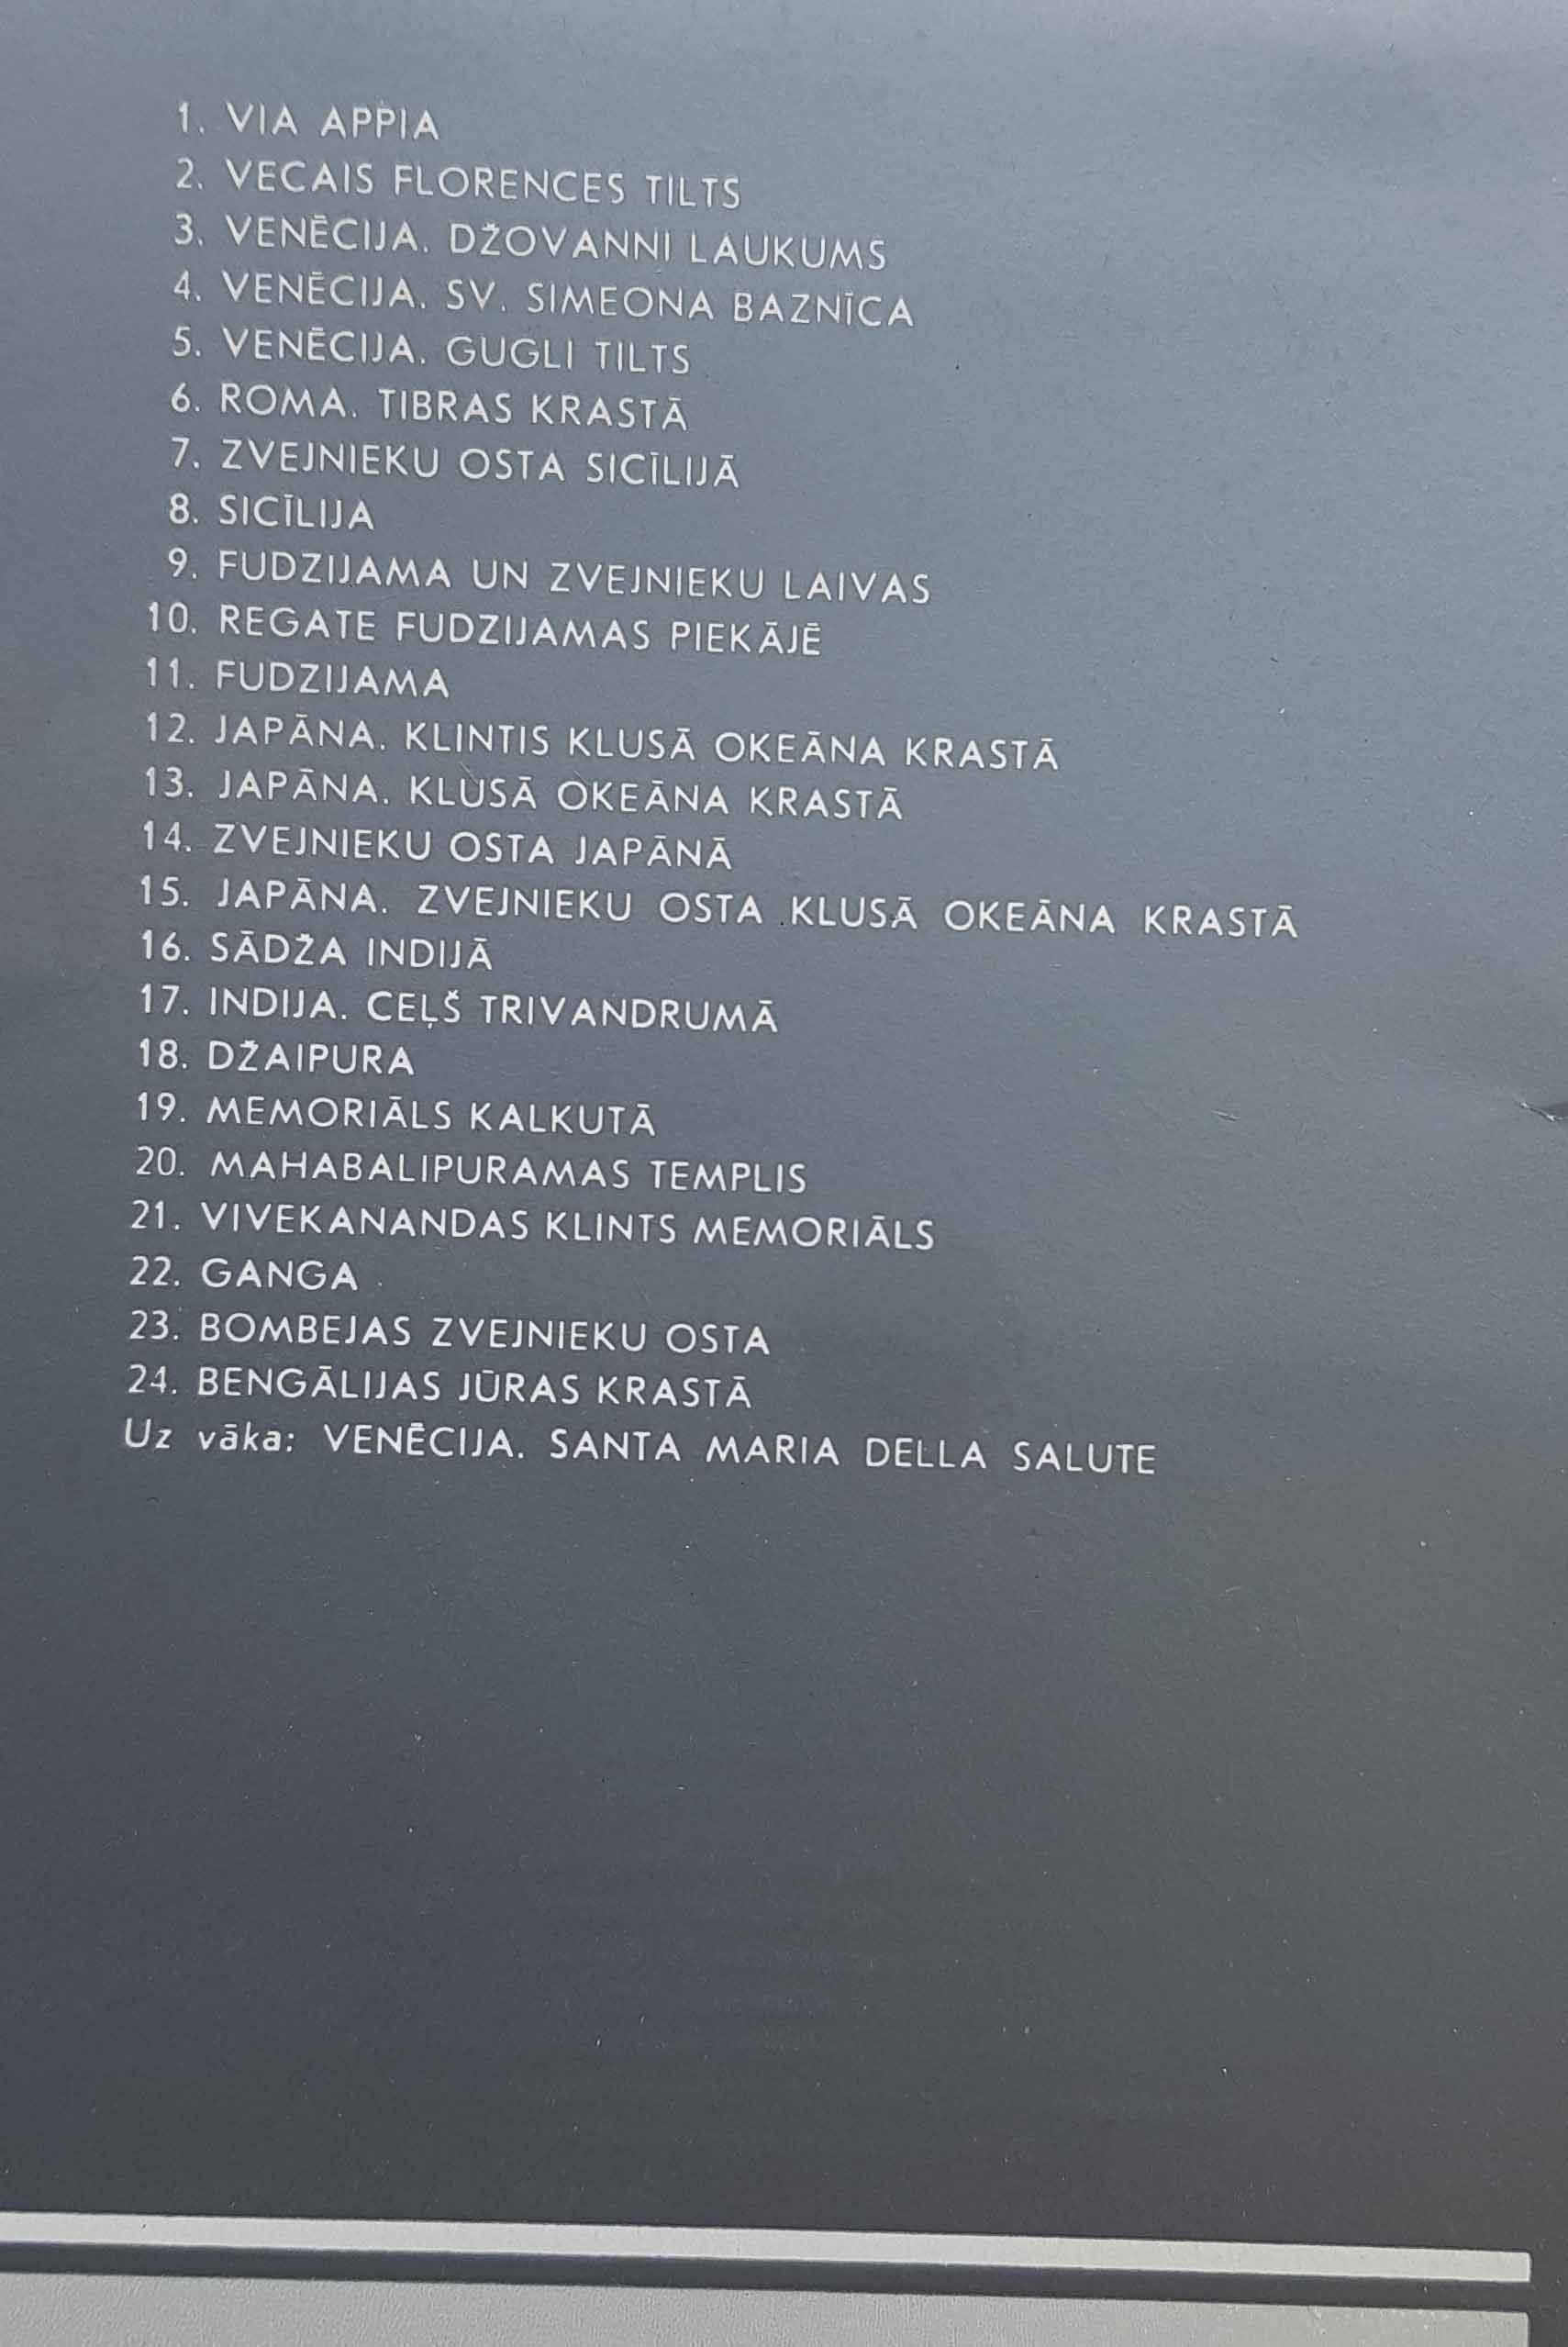 1. VIA APPIA
2. VECAIS FLORENCES TILTS
3. VENĒCIJA. DŽOVANNI LAUKUMS
4. VENĒCIJA. SV. SIMEONA BAZNĪCA
5. VENĒCIJA. GUGLI TILTS
6. ROMA. TIBRAS KRASTĀ
7. ZVEJNIEKU OSTA SICĪLIJĀ
8. SICĪLIJA
9. FUDZIJAMA UN ZVEJNIEKU LAIVAS
10. REGATE FUDZIJAMAS PIEKĀJĒ
11. FUDZIJAMA
12. JAPĀNA. KLINTIS KLUSĀ OKEĀNA KRASTĀ
13. JAPĀNA. KLUSĀ OKEĀNA KRASTĀ
14. ZVEJNIEKU OSTA JAPĀNĀ
15. JAPĀNA. ZVEJNIEKU OSTA KLUSĀ OKEĀNA KRASTĀ
16. SĀDŽA INDIJĀ
17. INDIJA. CEĻŠ TRIVANDRUMĀ
18. DŽAIPURA
19. MEMORIĀLS KALKUTĀ
20. MAHABALIPURAMAS TEMPLIS
21. VIVEKANANDAS KLINTS MEMORIĀLS
22. GANGA
23. BOMBEJAS ZVEJNIEKU OSTA
24. BENGĀLIJAS JŪRAS KRASTĀ
Uz vāka: VENĒCIJA. SANTA MARIA DELLA SALUTE